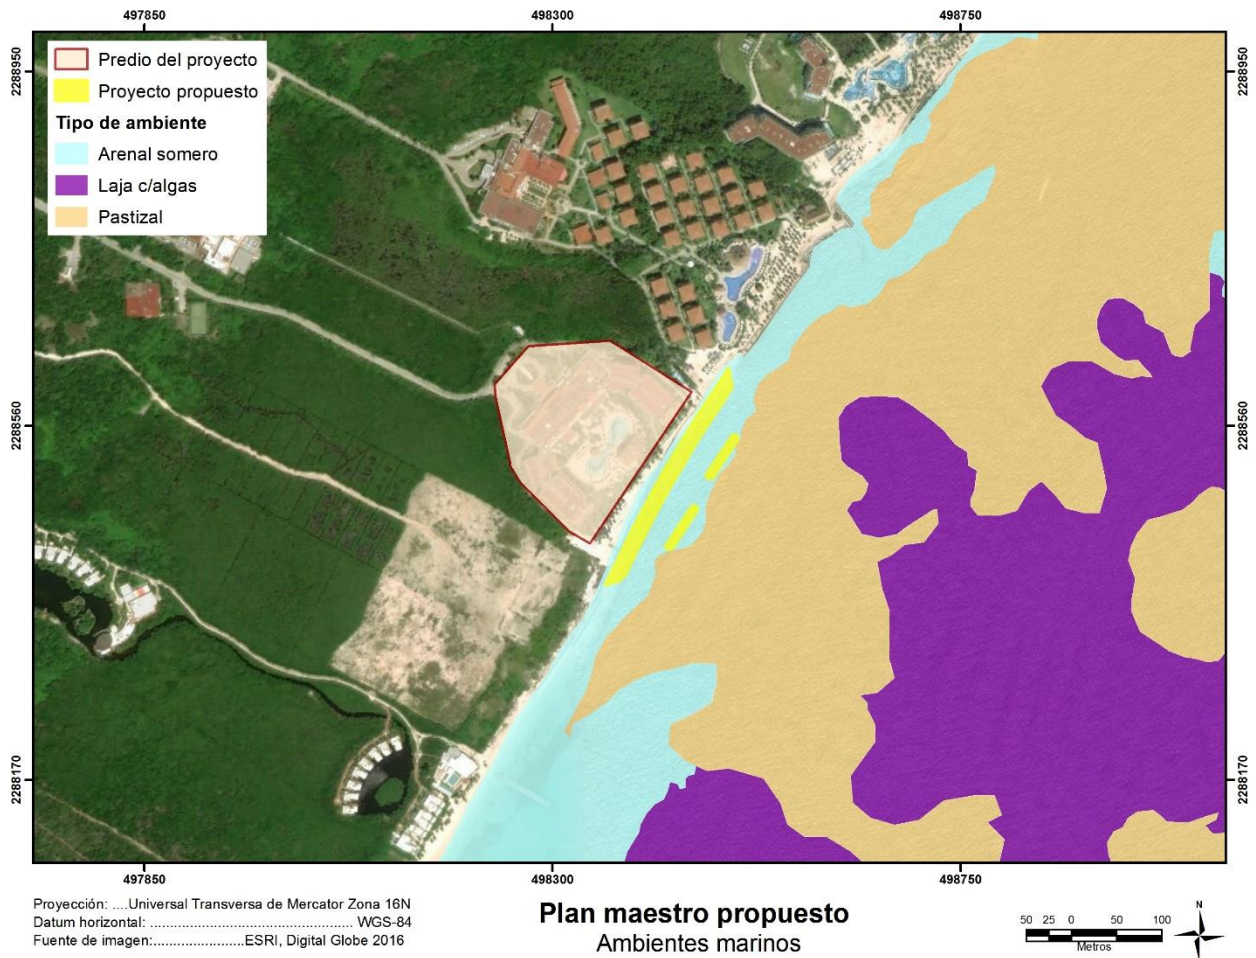 497850
498300
498750
2288950
2288950
Predio del proyecto
Proyecto propuesto
Tipo de ambiente
Arenal somero
Laja c/algas
Pastizal
2288560
2288560
2288170
2288170
497850
498300
498750
Proyección: ....Universal Transversa de Mercator Zona 16N
Datum horizontal: ................................................ WGS-84
Fuente de imagen:.......................ESRI, Digital Globe 2016
Plan maestro propuesto
Ambientes marinos
50 25 0 50 100
Metros
N